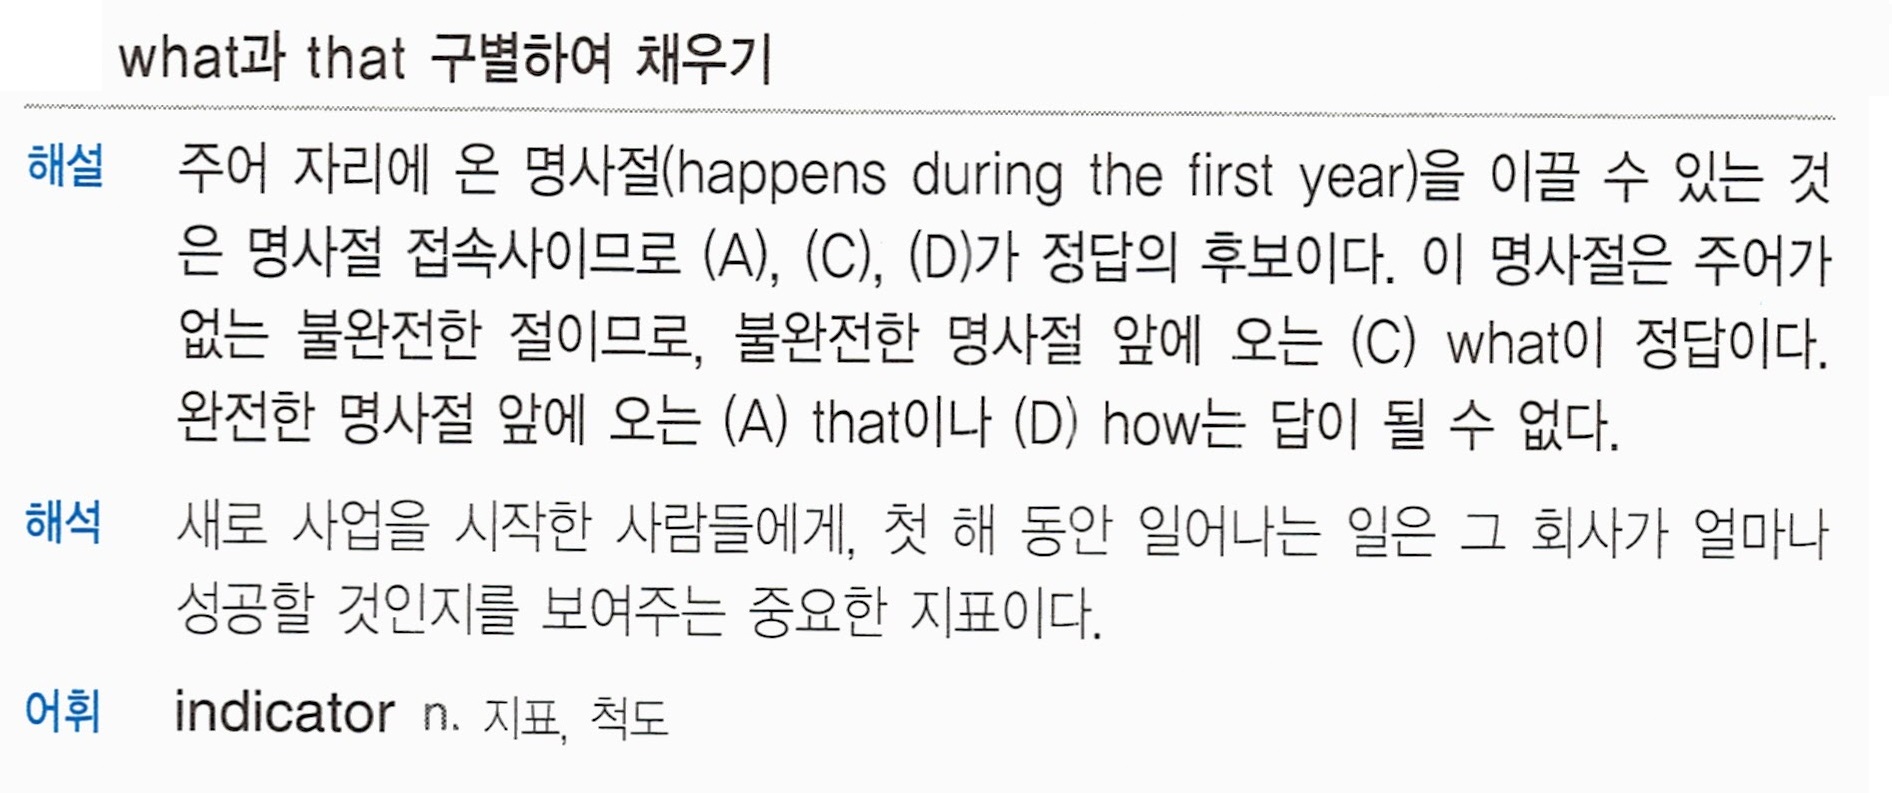 what과 that 구별하여 채우기
해설 주어 자리에 온 명사절(happens during the first year)을 이끌 수 있는 것
은 명사절 접속사이므로 (A), (C), (D)가 정답의 후보이다. 이 명사절은 주어가
없는 불완전한 절이므로, 불완전한 명사절 앞에 오는 (C) what이 정답이다.
완전한 명사절 앞에 오는 (A) that이나 (D) how는 답이 될 수 없다.
해석 새로 사업을 시작한 사람들에게, 첫 해 동안 일어나는 일은 그 회사가 얼마나
성공할 것인지를 보여주는 중요한 지표이다.
어휘 indicator n. 지표, 척도